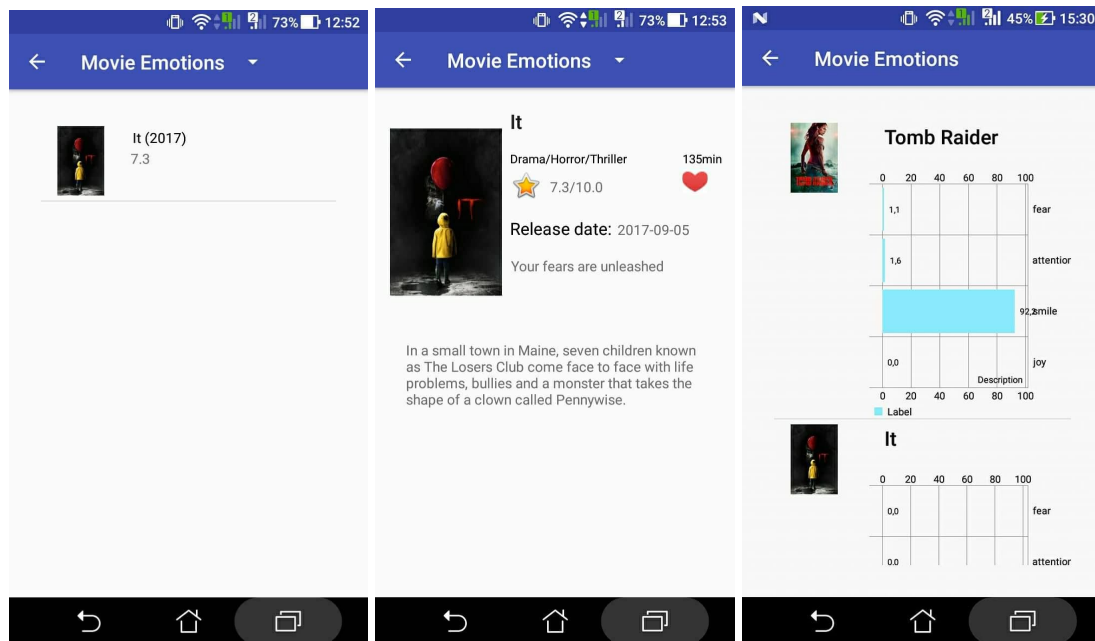 73% 12:52
Movie Emotions
It (2017)
7.3
73% 12:53
Movie Emotions
It
Drama/Horror/Thriller 135min
7.3/10.0
Release date: 2017-09-05
Your fears are unleashed
In a small town in Maine, seven children known
as The Losers Club come face to face with life
problems, bullies and a monster that takes the
shape of a clown called Pennywise.
45% 15:30
Movie Emotions
Tomb Raider
0 20 40 60 80 100
1,1 fear
1,6 attention
smile
0,0 joy
Description
0 20 40 60 80 100
Label
It
0 20 40 60 80 100
0,0 fear
0,0 attention